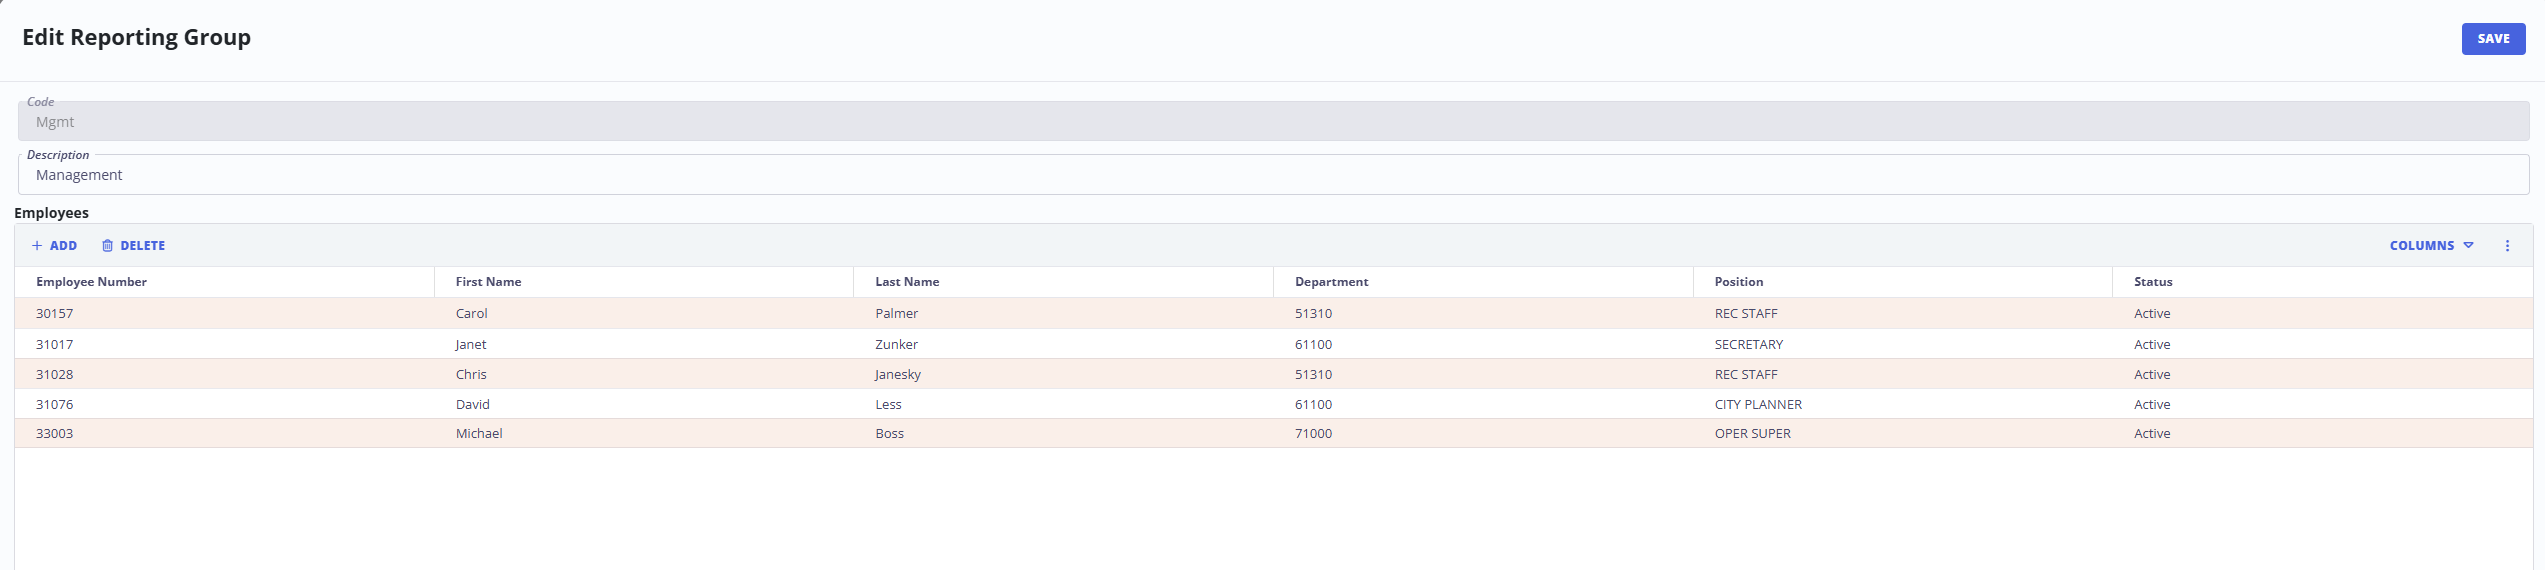 Edit Reporting Group
SAVE
Code
Mgmt
Description
Management
Employees
ADD DELETE COLUMNS
Employee Number First Name Last Name Department Position Status
30157 Carol Palmer 51310 REC STAFF Active
31017 Janet Zunker 61100 SECRETARY Active
31028 Chris Janesky 51310 REC STAFF Active
31076 David Less 61100 CITY PLANNER Active
33003 Michael Boss 71000 OPER SUPER Active